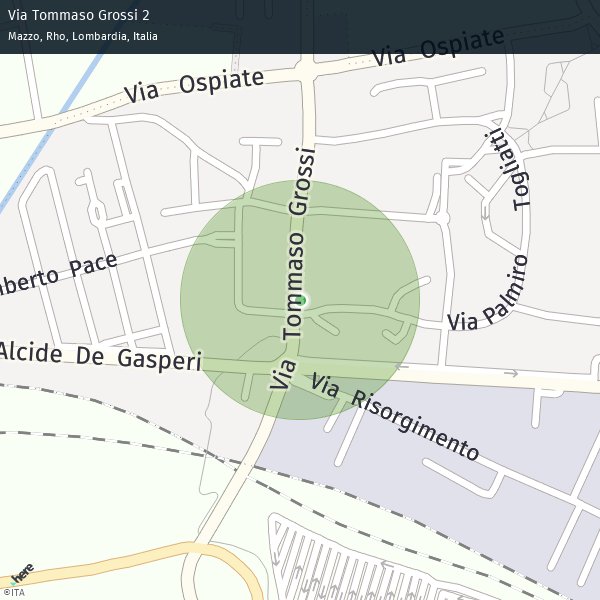 Via Tommaso Grossi 2
Mazzo, Rho, Lombardia, Italia
Via Ospiate
Via Ospiate
Togliatti
Via Tommaso Grossi
berto Pace
Via Palmiro
Alcide De Gasperi
Via Risorgimento
here
©ITA